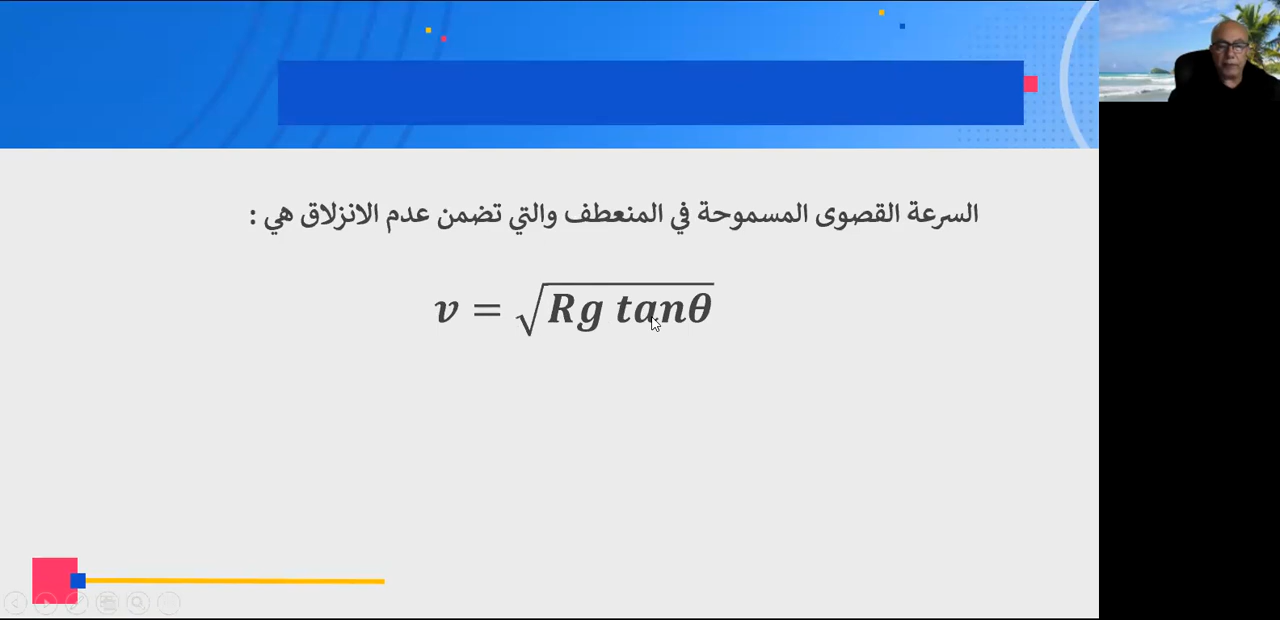 السرعة القصوى المسموحة في المنعطف والتي تضمن عدم الانزلاق هي :
v = √Rg tanθ